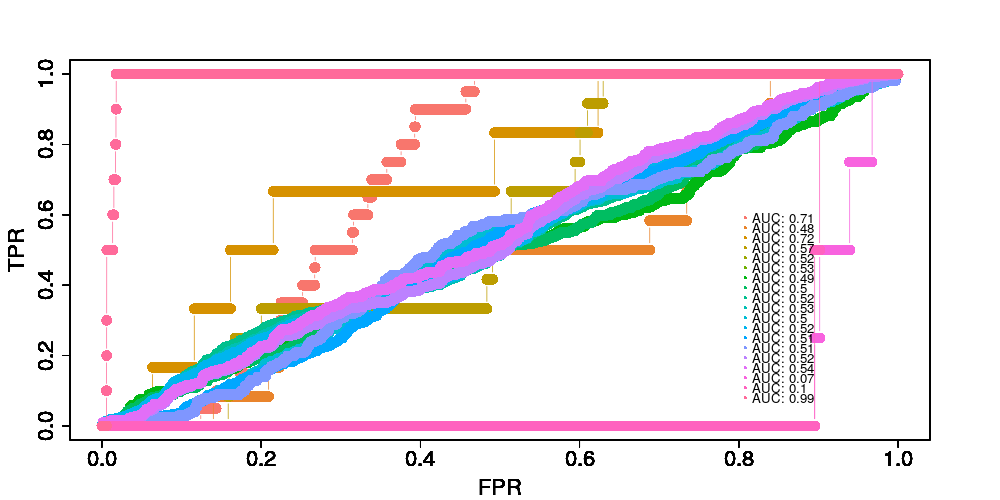 TPR
1.0
0.8
0.6
0.4
0.2
0.0
AUC: 0.71
AUC: 0.48
AUC: 0.72
AUC: 0.57
AUC: 0.52
AUC: 0.53
AUC: 0.49
AUC: 0.5
AUC: 0.52
AUC: 0.53
AUC: 0.5
AUC: 0.52
AUC: 0.51
AUC: 0.51
AUC: 0.52
AUC: 0.54
AUC: 0.07
AUC: 0.1
AUC: 0.99
0.0 0.2 0.4 0.6 0.8 1.0
FPR